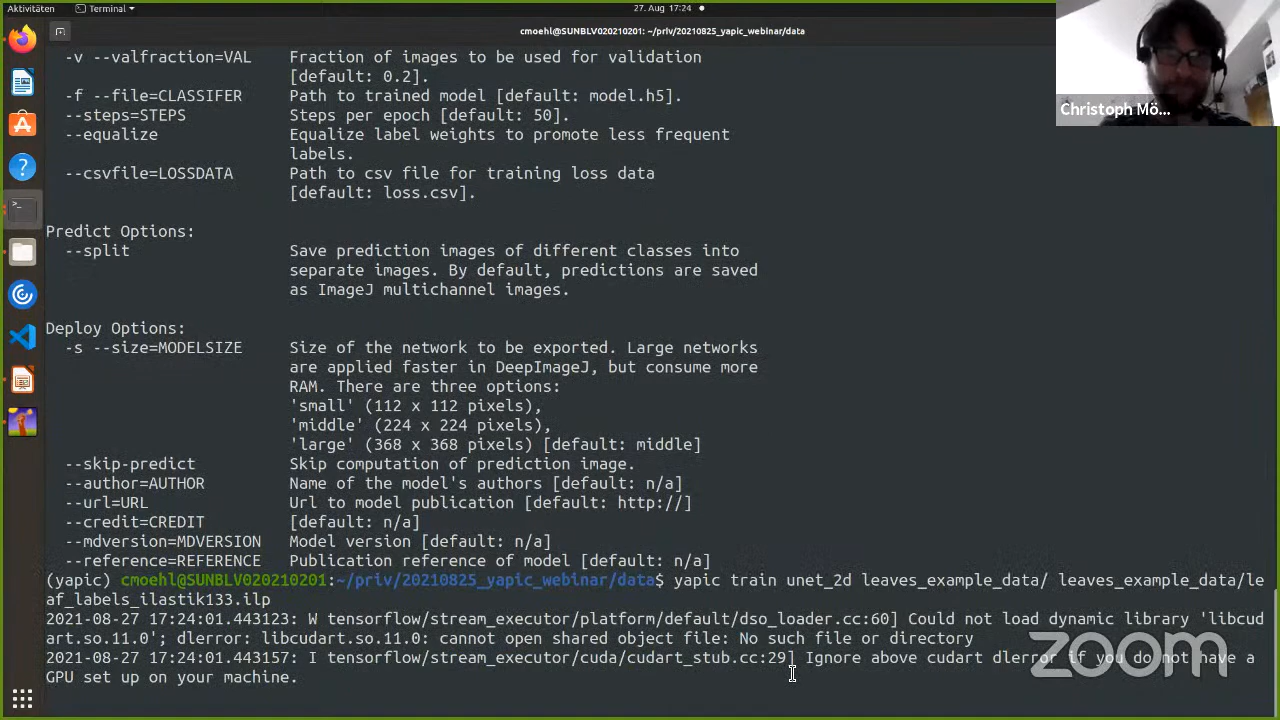 Aktivitäten
Terminal
27. Aug 17:24
cmoehl@SUNBLV020210201: ~/priv/20210825_yapic_webinar/data
-v --valfraction=VAL Fraction of images to be used for validation
[default: 0.2].
-f --file=CLASSIFER Path to trained model [default: model.h5].
--steps=STEPS Steps per epoch [default: 50].
--equalize Equalize label weights to promote less frequent
labels.
--csvfile=LOSSDATA Path to csv file for training loss data
[default: loss.csv].
Predict Options:
--split Save prediction images of different classes into
separate images. By default, predictions are saved
as ImageJ multichannel images.
Deploy Options:
-s --size=MODELSIZE Size of the network to be exported. Large networks
are applied faster in DeepImageJ, but consume more
RAM. There are three options:
'small' (112 x 112 pixels),
'middle' (224 x 224 pixels),
'large' (368 x 368 pixels) [default: middle]
--skip-predict Skip computation of prediction image.
--author=AUTHOR Name of the model's authors [default: n/a]
--url=URL Url to model publication [default: http://]
--credit=CREDIT [default: n/a]
--mdversion=MDVERSION Model version [default: n/a]
--reference=REFERENCE Publication reference of model [default: n/a]
(yapic) cmoehl@SUNBLV020210201:~/priv/20210825_yapic_webinar/data$ yapic train unet_2d leaves_example_data/ leaves_example_data/le
af_labels_ilastik133.ilp
2021-08-27 17:24:01.443123: W tensorflow/stream_executor/platform/default/dso_loader.cc:60] Could not load dynamic library 'libcud
art.so.11.0'; dlerror: libcudart.so.11.0: cannot open shared object file: No such file or directory
2021-08-27 17:24:01.443157: I tensorflow/stream_executor/cuda/cudart_stub.cc:29] Ignore above cudart dlerror if you do not have a
GPU set up on your machine.
Christoph Mö...
zoom